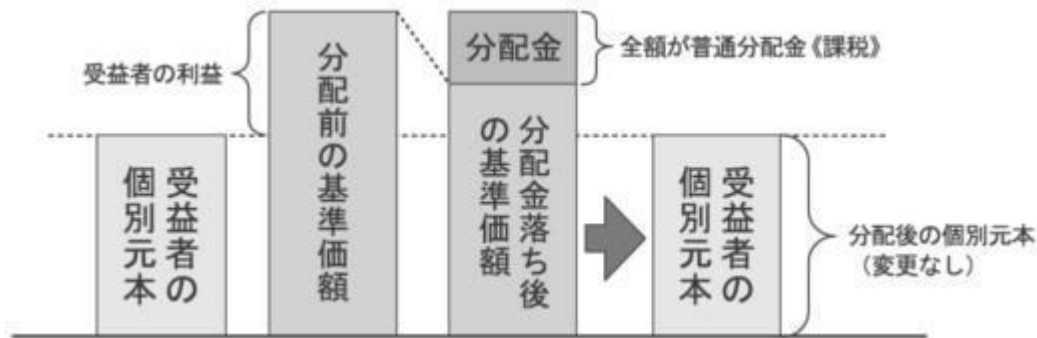 受益者の利益
受益者の
個別元本
分配前の基準価額
分配金
全額が普通分配金《課税》
分配金落ち後
の基準価額
受益者の
個別元本
分配後の個別元本
（変更なし）